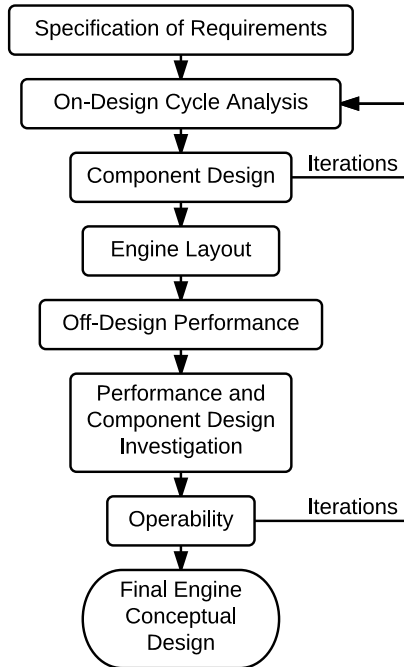 Specification of Requirements
On-Design Cycle Analysis
Component Design
Iterations
Engine Layout
Off-Design Performance
Performance and
Component Design
Investigation
Operability
Iterations
Final Engine
Conceptual
Design